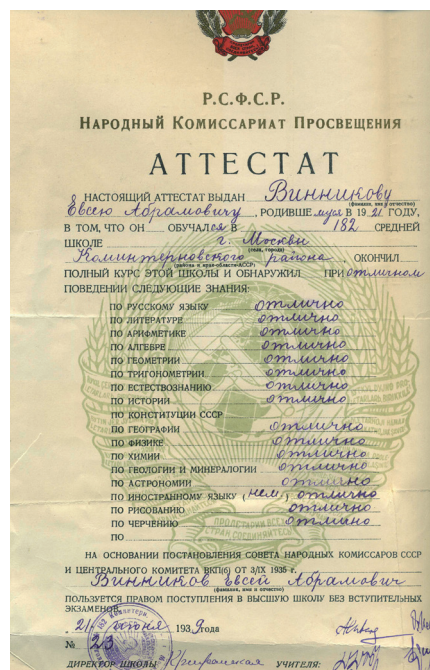 Р.С.Ф.С.Р.
НАРОДНЫЙ КОМИССАРИАТ ПРОСВЕЩЕНИЯ
АТТЕСТАТ
НАСТОЯЩИЙ АТТЕСТАТ ВЫДАН Винникову
(фамилия, имя и отчество)
Евсею Абрамовичу, РОДИВШЕмуся В 1921 ГОДУ,
В ТОМ, ЧТО ОН ОБУЧАЛся В 182 СРЕДНЕЙ
ШКОЛЕ г. Москвы
(села, города)
Коминтерновского района, ОКОНЧИЛ
(района и края-области-АССР)
ПОЛНЫЙ КУРС ЭТОЙ ШКОЛЫ И ОБНАРУЖИЛ ПРИ отличном
ПОВЕДЕНИИ СЛЕДУЮЩИЕ ЗНАНИЯ:
ПО РУССКОМУ ЯЗЫКУ отлично
ПО ЛИТЕРАТУРЕ отлично
ПО АРИФМЕТИКЕ отлично
ПО АЛГЕБРЕ отлично
ПО ГЕОМЕТРИИ отлично
ПО ТРИГОНОМЕТРИИ отлично
ПО ЕСТЕСТВОЗНАНИЮ отлично
ПО ИСТОРИИ отлично
ПО КОНСТИТУЦИИ СССР
ПО ГЕОГРАФИИ отлично
ПО ФИЗИКЕ отлично
ПО ХИМИИ отлично
ПО ГЕОЛОГИИ И МИНЕРАЛОГИИ отлично
ПО АСТРОНОМИИ отлично
ПО ИНОСТРАННОМУ ЯЗЫКУ (нем.) отлично
ПО РИСОВАНИЮ отлично
ПО ЧЕРЧЕНИЮ отлично
ПО
ПРОЛЕТАРИИ ВСЕХ
СТРАН СОЕДИНЯЙТЕСЬ!
НА ОСНОВАНИИ ПОСТАНОВЛЕНИЯ СОВЕТА НАРОДНЫХ КОМИССАРОВ СССР
И ЦЕНТРАЛЬНОГО КОМИТЕТА ВКП(б) ОТ 3/IX 1935 г.
Винников Евсей Абрамович
(фамилия, имя и отчество)
ПОЛЬЗУЕТСЯ ПРАВОМ ПОСТУПЛЕНИЯ В ВЫСШУЮ ШКОЛУ БЕЗ ВСТУПИТЕЛЬНЫХ
ЭКЗАМЕНОВ.
„21" июня 1939 года
№ 23
ДИРЕКТОР ШКОЛЫ УЧИТЕЛЯ: